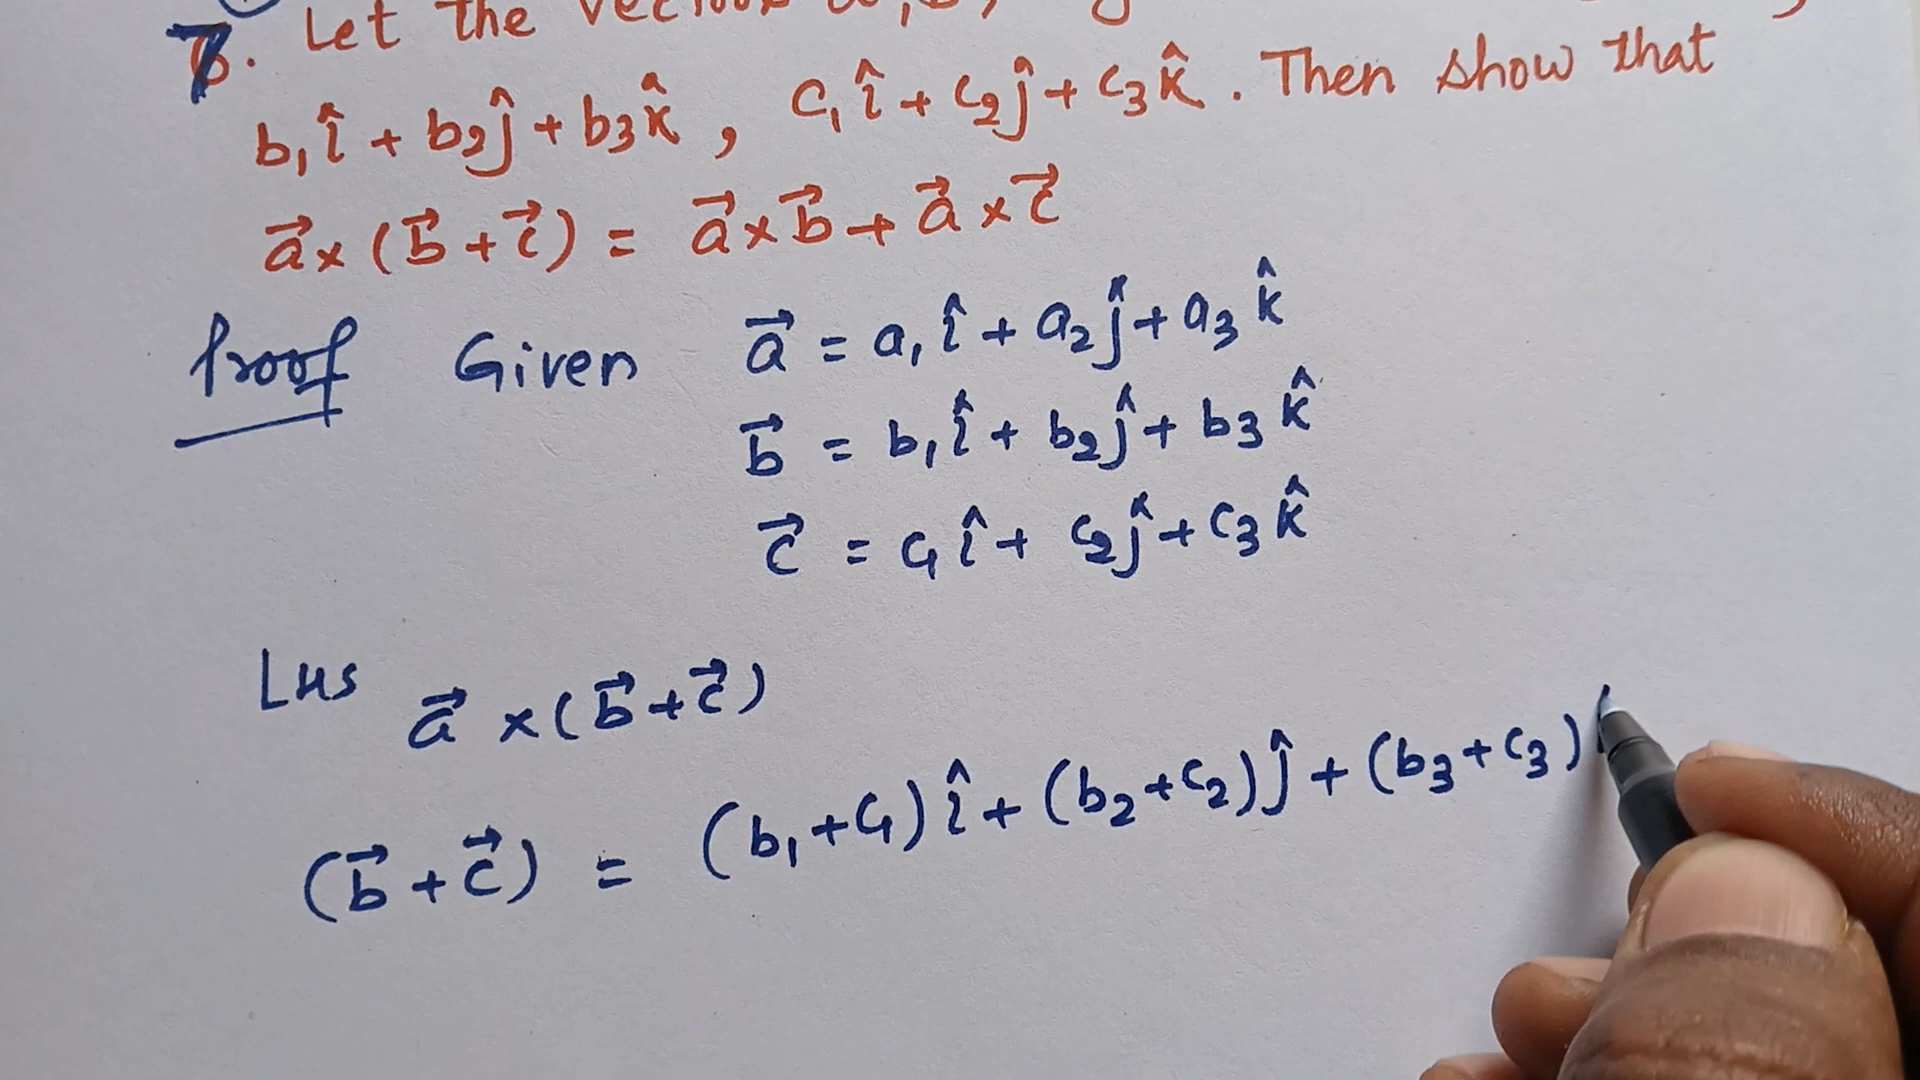 7. Let the
b₁î + b₂ĵ + b₃k̂ , c₁î + c₂ĵ + c₃k̂ . Then show that
a⃗ × (b⃗ + c⃗) = a⃗ × b⃗ + a⃗ × c⃗
Proof Given a⃗ = a₁î + a₂ĵ + a₃k̂
b⃗ = b₁î + b₂ĵ + b₃k̂
c⃗ = c₁î + c₂ĵ + c₃k̂
LHS a⃗ × (b⃗ + c⃗)
(b⃗ + c⃗) = (b₁ + c₁)î + (b₂ + c₂)ĵ + (b₃ + c₃)